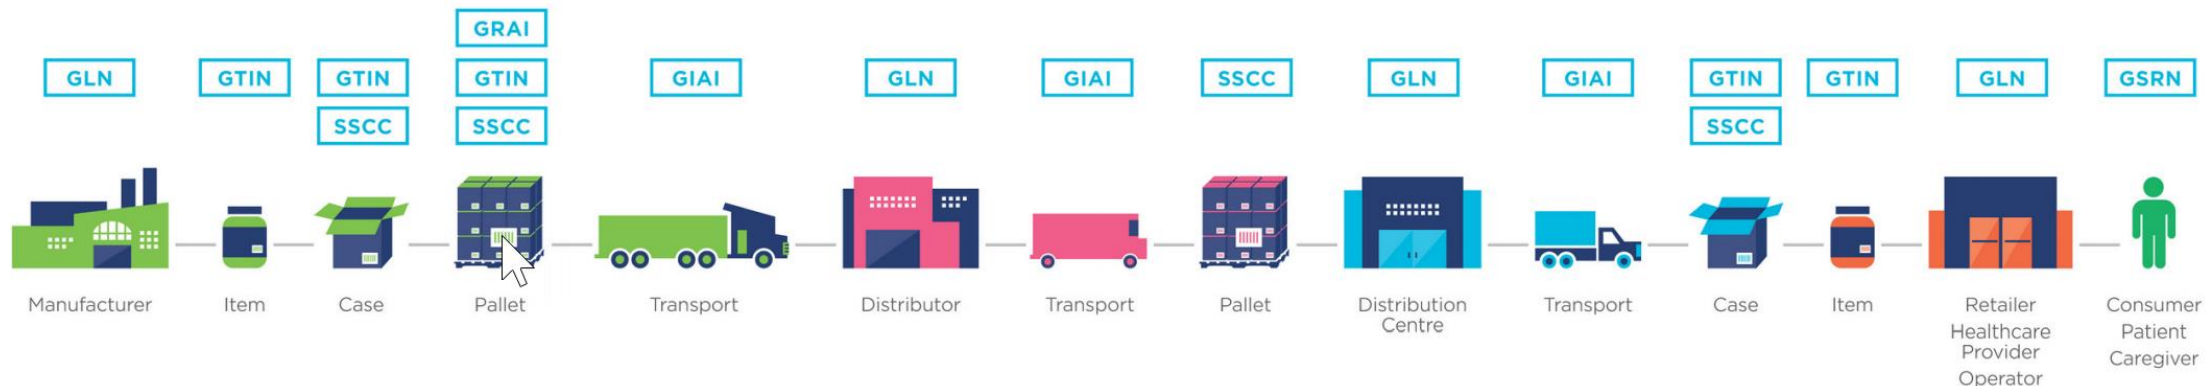 GRAI
GLN GTIN GTIN GTIN GIAI GLN GIAI SSCC GLN GIAI GTIN GTIN GLN GSRN
SSCC SSCC SSCC
Manufacturer Item Case Pallet Transport Distributor Transport Pallet Distribution Transport Case Item Retailer Consumer
Centre Healthcare Patient
Provider Caregiver
Operator